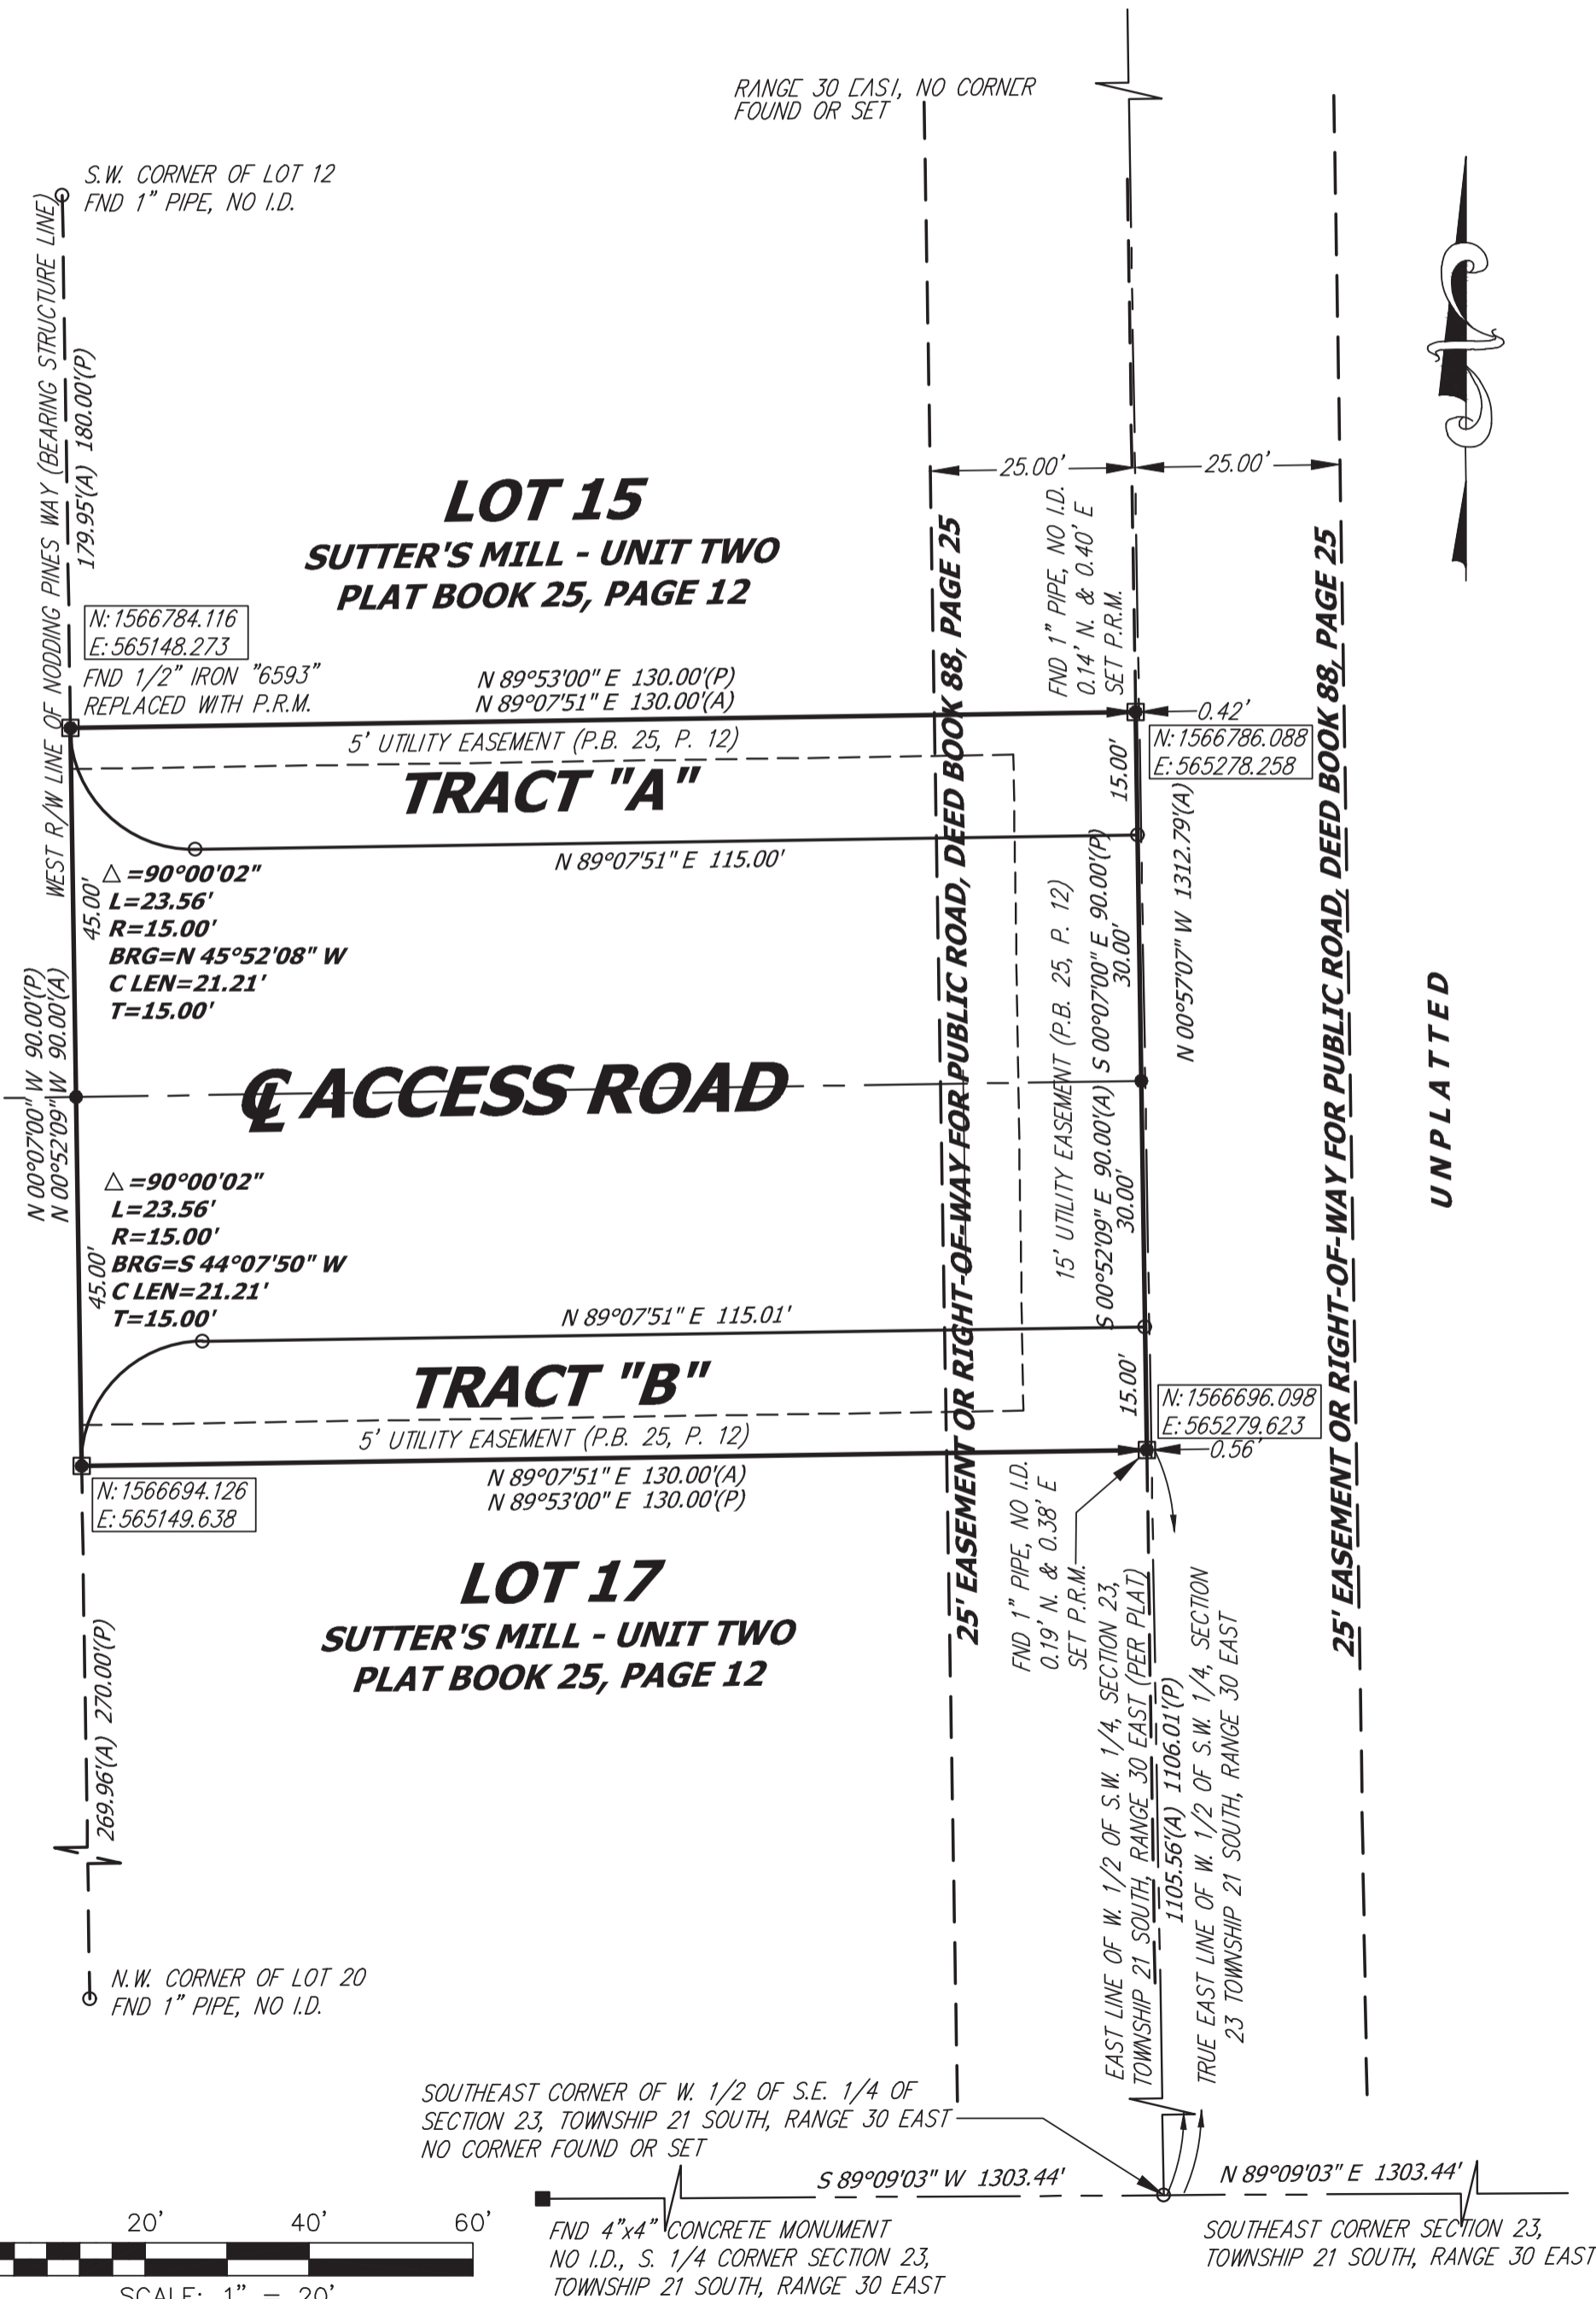 RANGE 30 EAST, NO CORNER
FOUND OR SET
S.W. CORNER OF LOT 12
FND 1" PIPE, NO I.D.
WEST R/W LINE OF NODDING PINES WAY (BEARING STRUCTURE LINE)
179.95'(A) 180.00'(P)
LOT 15
SUTTER'S MILL - UNIT TWO
PLAT BOOK 25, PAGE 12
25.00'
25.00'
FND 1" PIPE, NO I.D.
0.14' N. & 0.40' E
SET P.R.M.
N:1566784.116
E:565148.273
FND 1/2" IRON "6593"
REPLACED WITH P.R.M.
N 89°53'00" E 130.00'(P)
N 89°07'51" E 130.00'(A)
0.42'
N:1566786.088
E:565278.258
5' UTILITY EASEMENT (P.B. 25, P. 12)
TRACT "A"
15.00'
N 89°07'51" E 115.00'
△=90°00'02"
L=23.56'
R=15.00'
BRG=N 45°52'08" W
C LEN=21.21'
T=15.00'
45.00'
N 00°07'00" W 90.00'(P)
N 00°52'09" W 90.00'(A)
25' EASEMENT OR RIGHT-OF-WAY FOR PUBLIC ROAD, DEED BOOK 88, PAGE 25
15' UTILITY EASEMENT (P.B. 25, P. 12)
S 00°52'09" E 90.00'(A) S 00°07'00" E 90.00'(P)
30.00'
30.00'
N 00°57'07" W 1312.79'(A)
25' EASEMENT OR RIGHT-OF-WAY FOR PUBLIC ROAD, DEED BOOK 88, PAGE 25
UNPLATTED
℄ ACCESS ROAD
△=90°00'02"
L=23.56'
R=15.00'
BRG=S 44°07'50" W
C LEN=21.21'
T=15.00'
45.00'
N 89°07'51" E 115.01'
TRACT "B"
15.00'
5' UTILITY EASEMENT (P.B. 25, P. 12)
N:1566696.098
E:565279.623
0.56'
N 89°07'51" E 130.00'(A)
N 89°53'00" E 130.00'(P)
N:1566694.126
E:565149.638
FND 1" PIPE, NO I.D.
0.19' N. & 0.38' E
SET P.R.M.
LOT 17
SUTTER'S MILL - UNIT TWO
PLAT BOOK 25, PAGE 12
269.96'(A) 270.00'(P)
EAST LINE OF W. 1/2 OF S.W. 1/4, SECTION 23,
TOWNSHIP 21 SOUTH, RANGE 30 EAST (PER PLAT)
1105.56'(A) 1106.01'(P)
TRUE EAST LINE OF W. 1/2 OF S.W. 1/4, SECTION
23 TOWNSHIP 21 SOUTH, RANGE 30 EAST
N.W. CORNER OF LOT 20
FND 1" PIPE, NO I.D.
SOUTHEAST CORNER OF W. 1/2 OF S.E. 1/4 OF
SECTION 23, TOWNSHIP 21 SOUTH, RANGE 30 EAST
NO CORNER FOUND OR SET
S 89°09'03" W 1303.44'
N 89°09'03" E 1303.44'
FND 4"x4" CONCRETE MONUMENT
NO I.D., S. 1/4 CORNER SECTION 23,
TOWNSHIP 21 SOUTH, RANGE 30 EAST
SOUTHEAST CORNER SECTION 23,
TOWNSHIP 21 SOUTH, RANGE 30 EAST
20' 40' 60'
SCALE: 1" = 20'